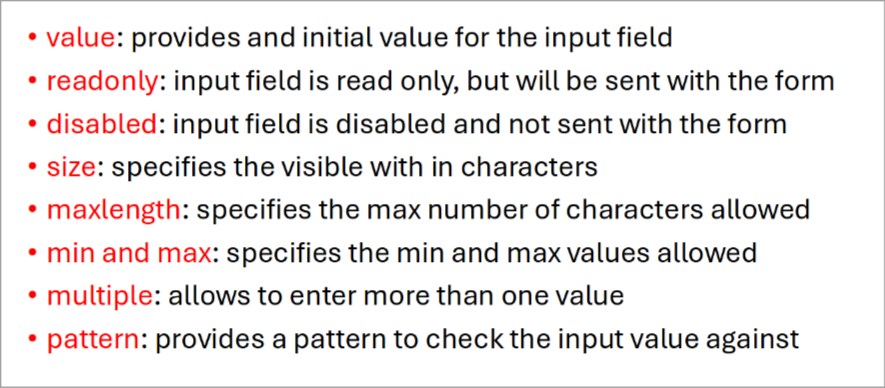 • value: provides and initial value for the input field
• readonly: input field is read only, but will be sent with the form
• disabled: input field is disabled and not sent with the form
• size: specifies the visible with in characters
• maxlength: specifies the max number of characters allowed
• min and max: specifies the min and max values allowed
• multiple: allows to enter more than one value
• pattern: provides a pattern to check the input value against